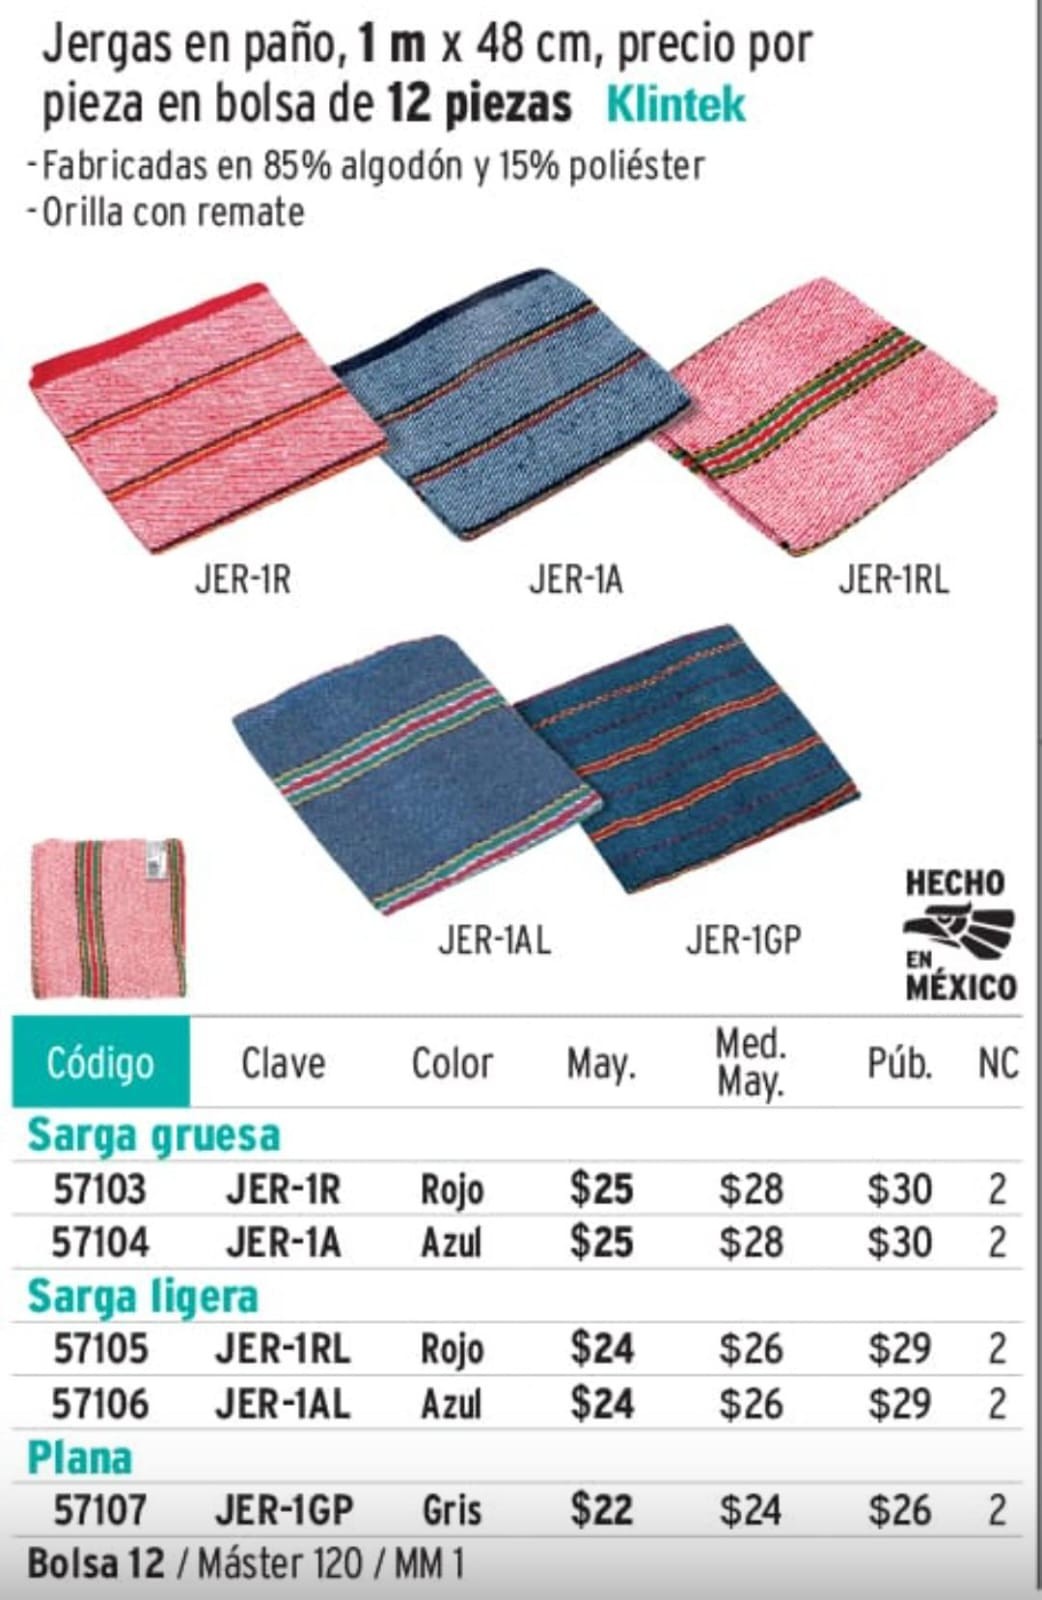 Jergas en paño, 1 m x 48 cm, precio por
pieza en bolsa de 12 piezas Klintek
-Fabricadas en 85% algodón y 15% poliéster
-Orilla con remate
JER-1R JER-1A JER-1RL
JER-1AL JER-1GP
HECHO
EN
MÉXICO
Código Clave Color May. Med. May. Púb. NC
Sarga gruesa
57103 JER-1R Rojo $25 $28 $30 2
57104 JER-1A Azul $25 $28 $30 2
Sarga ligera
57105 JER-1RL Rojo $24 $26 $29 2
57106 JER-1AL Azul $24 $26 $29 2
Plana
57107 JER-1GP Gris $22 $24 $26 2
Bolsa 12 / Máster 120 / MM 1